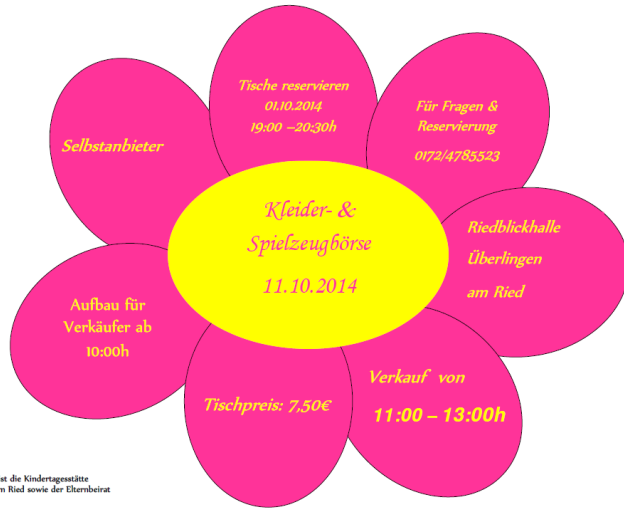 Tische reservieren
01.10.2014
19:00 –20:30h
Für Fragen &
Reservierung
0172/4785523
Selbstanbieter
Kleider- &
Spielzeugbörse
11.10.2014
Riedblickhalle
Überlingen
am Ried
Aufbau für
Verkäufer ab
10:00h
Tischpreis: 7,50€
Verkauf von
11:00 – 13:00h
st die Kindertagesstätte
m Ried sowie der Elternbeirat